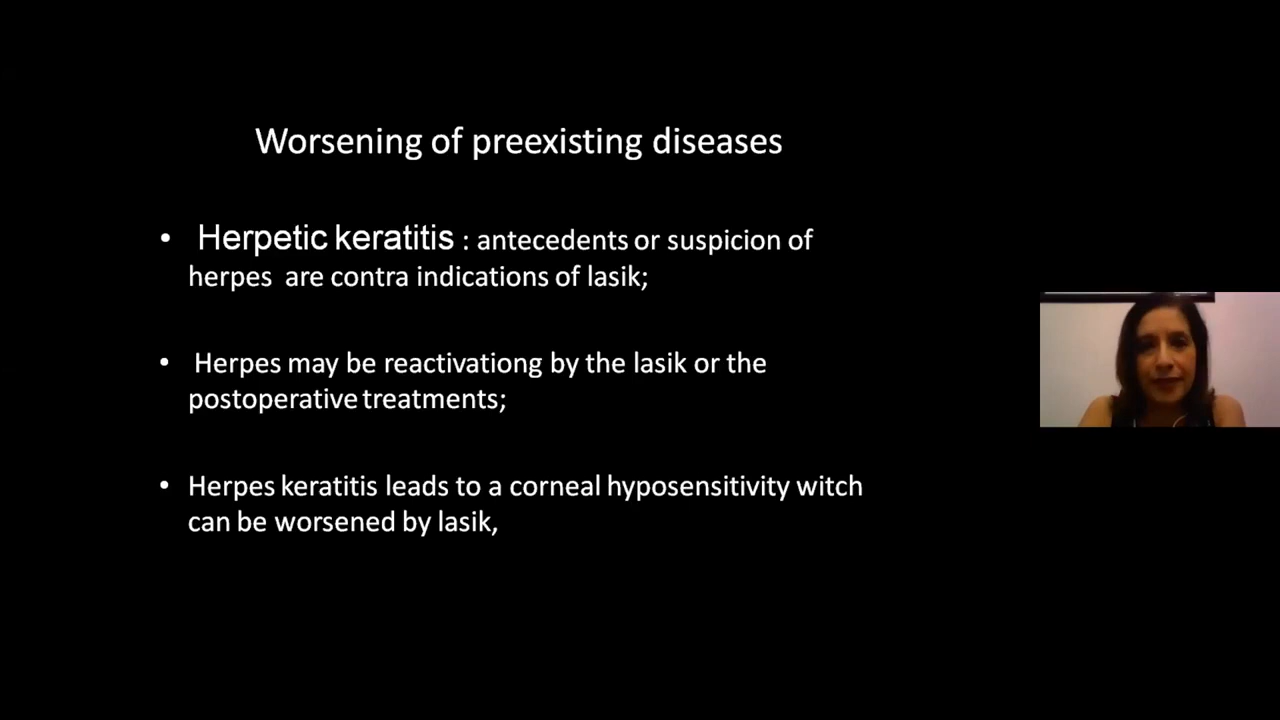 Worsening of preexisting diseases
• Herpetic keratitis : antecedents or suspicion of
herpes are contra indications of lasik;
• Herpes may be reactivationg by the lasik or the
postoperative treatments;
• Herpes keratitis leads to a corneal hyposensitivity witch
can be worsened by lasik,